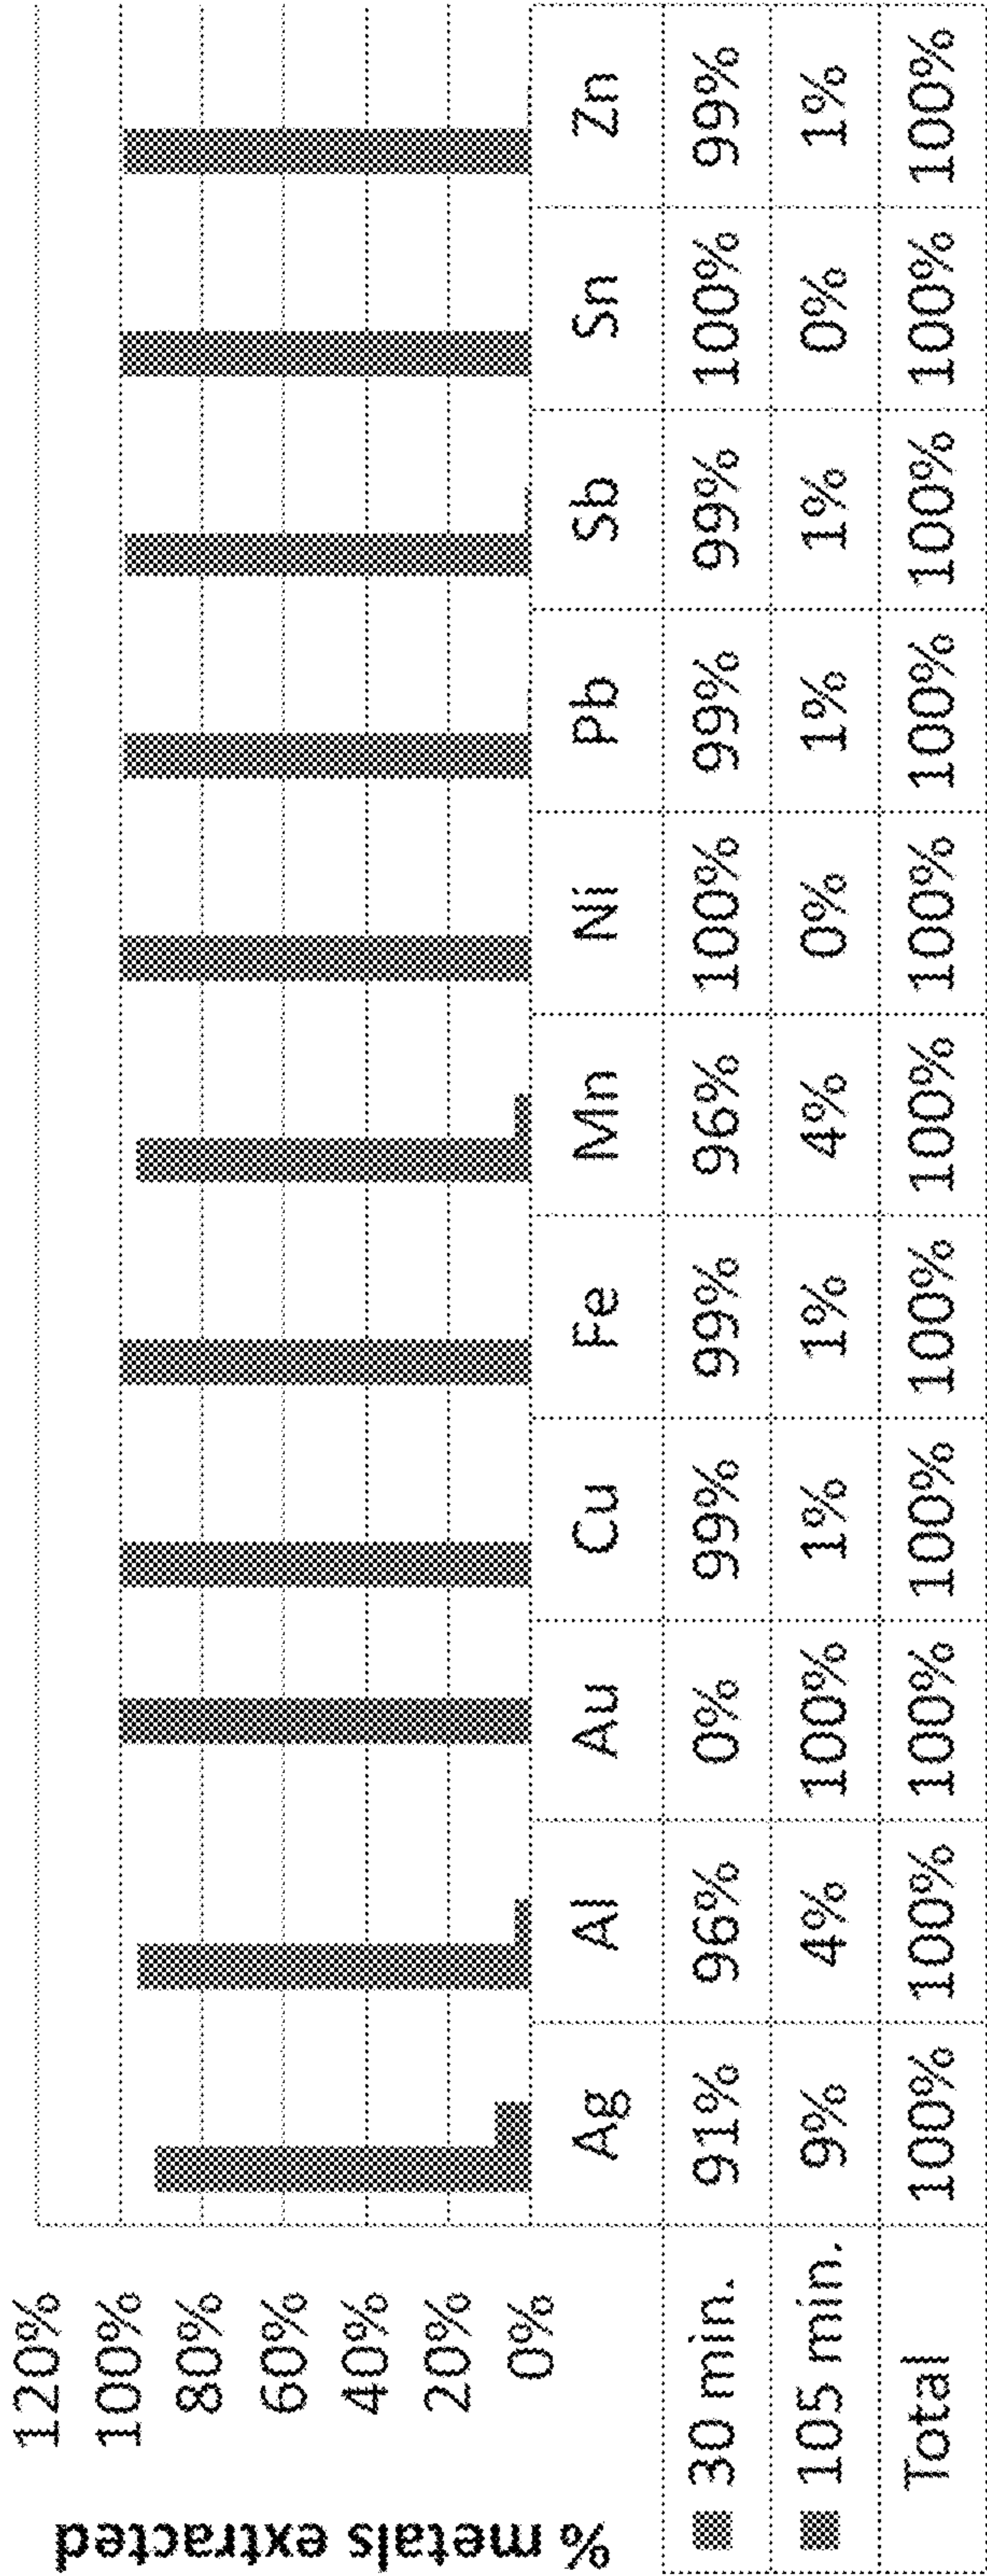 % metals extracted
120%
100%
80%
60%
40%
20%
0%
Ag Al Au Cu Fe Mn Ni Pb Sb Sn Zn
30 min. 91% 96% 0% 99% 99% 96% 100% 99% 99% 100% 99%
105 min. 9% 4% 100% 1% 1% 4% 0% 1% 1% 0% 1%
Total 100% 100% 100% 100% 100% 100% 100% 100% 100% 100% 100%